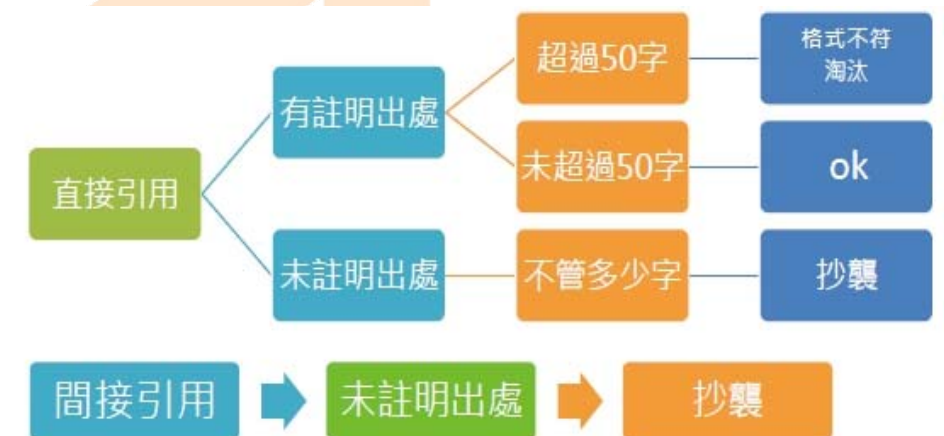 直接引用
有註明出處
超過50字
格式不符
淘汰
未超過50字
ok
未註明出處
不管多少字
抄襲
間接引用
未註明出處
抄襲